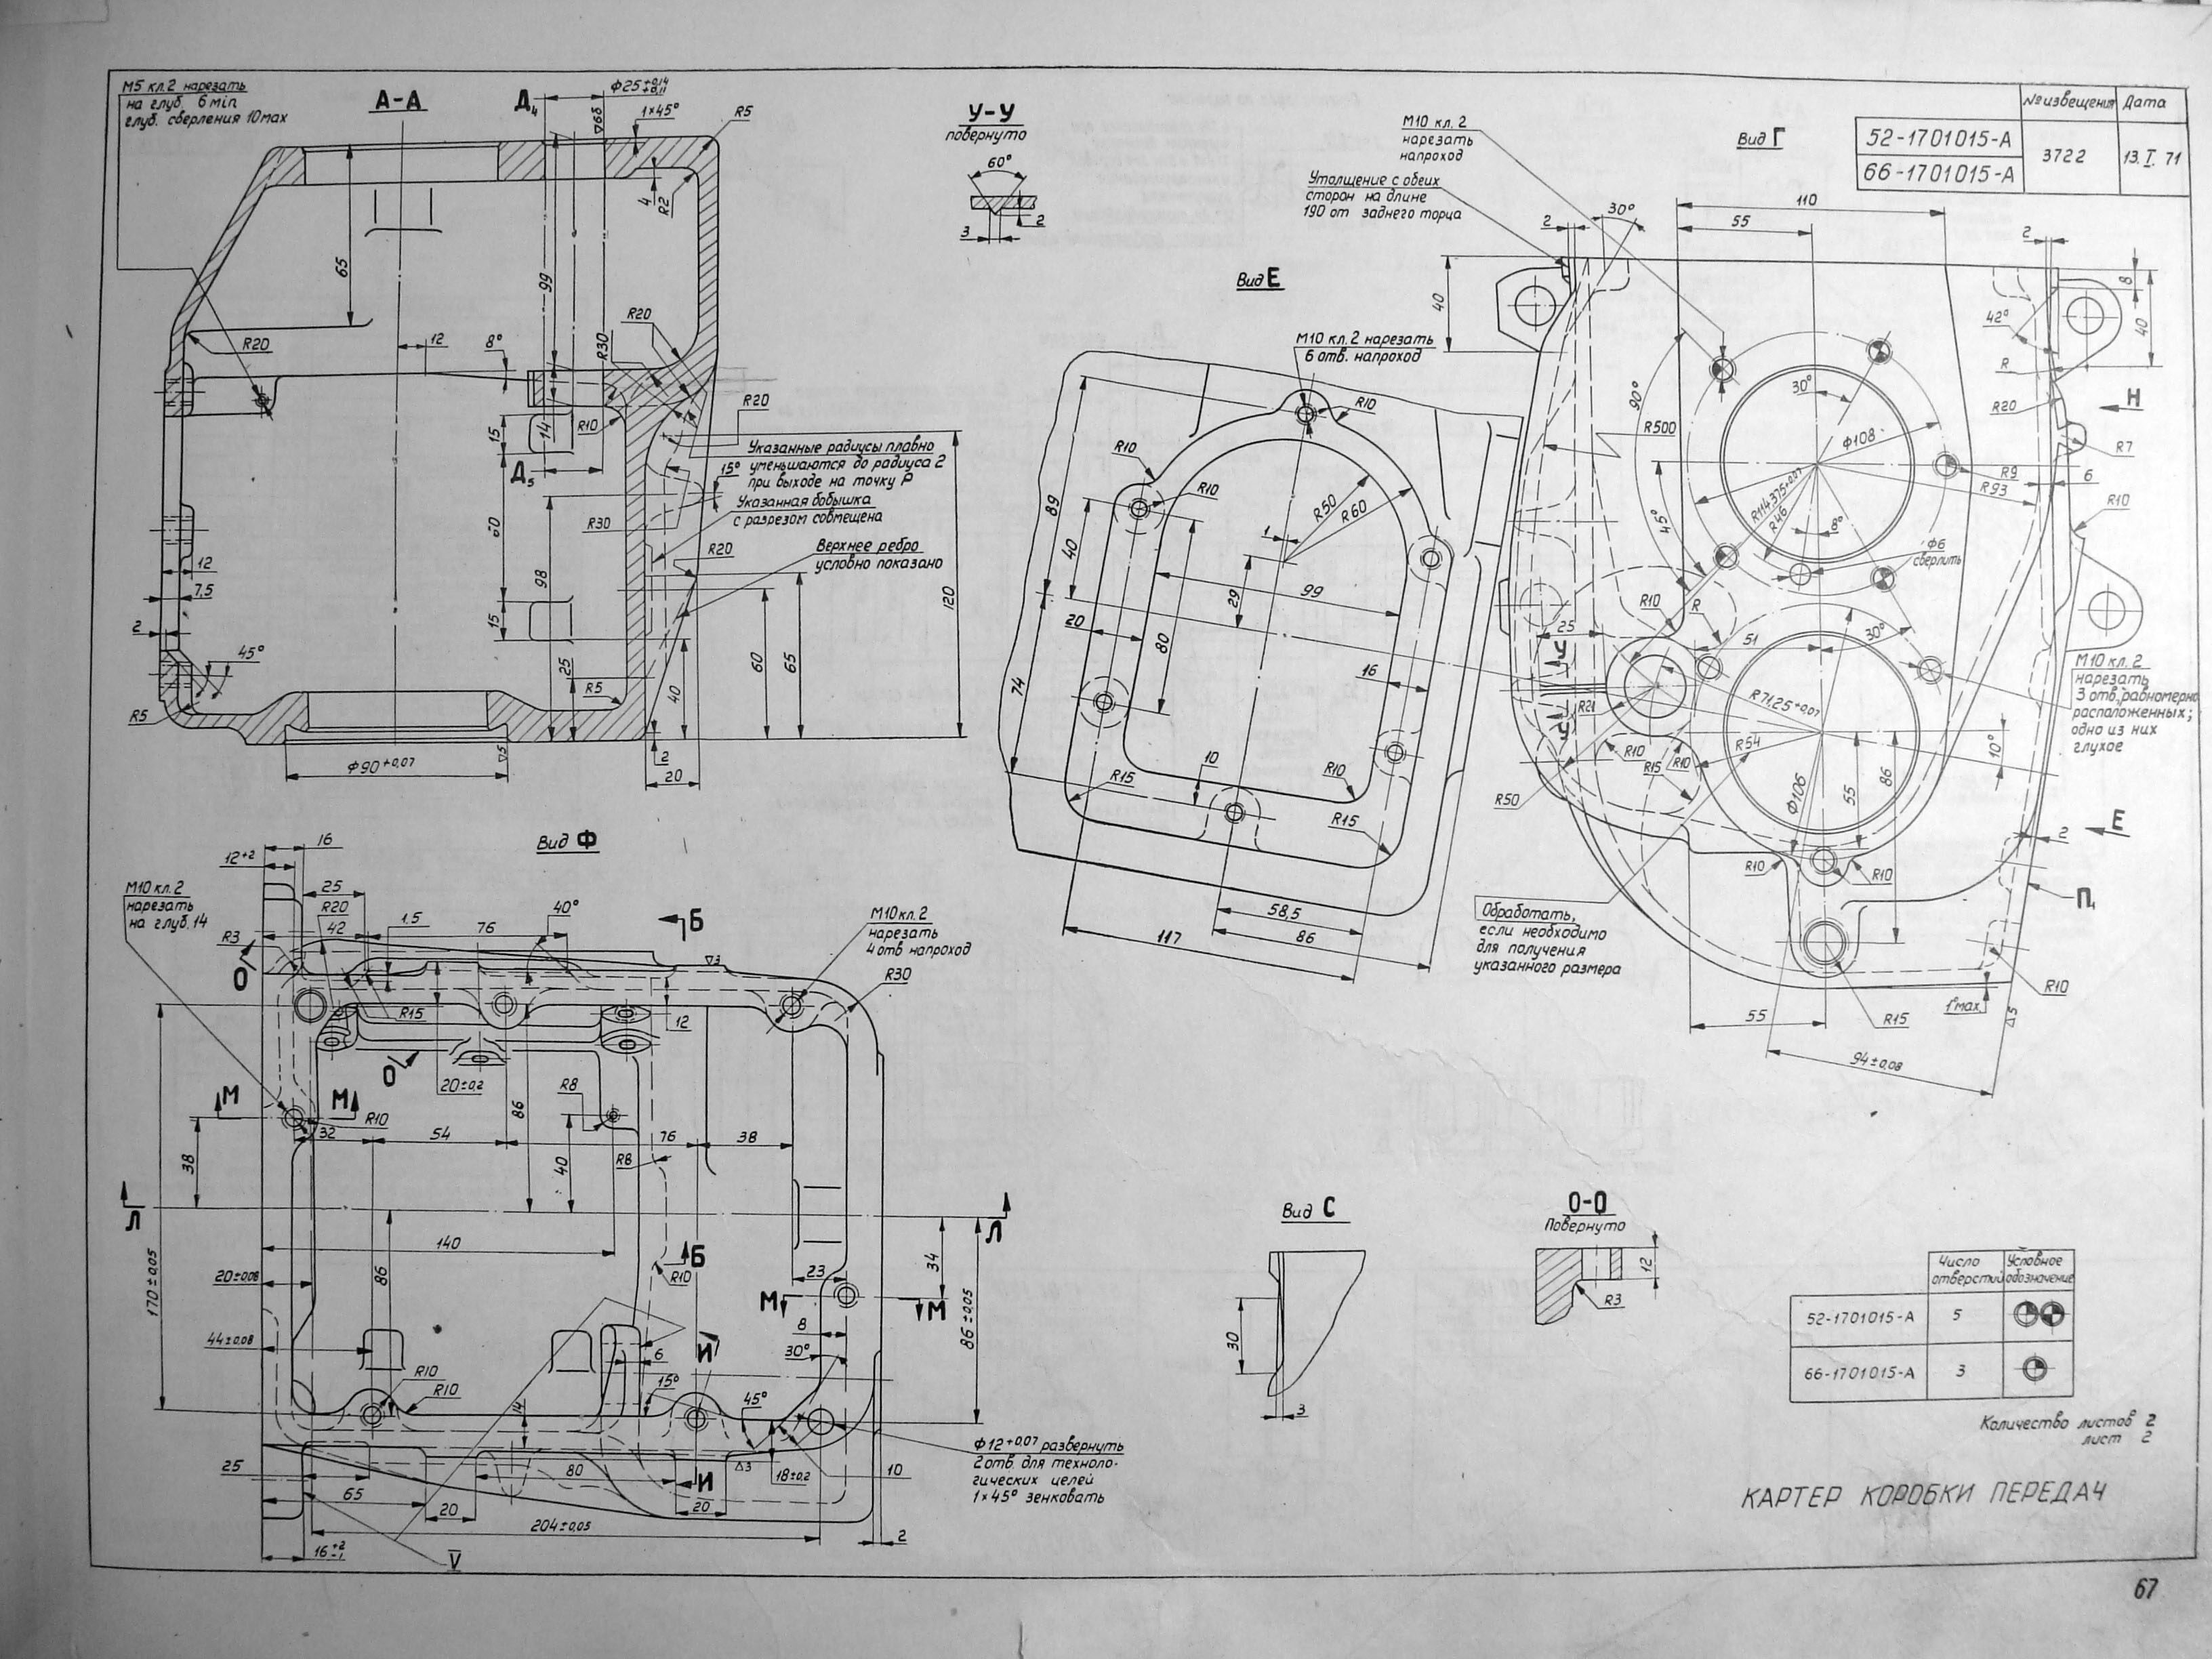 М5 кл.2 нарезать
на глуб. 6 min
глуб. сверления 10 max
А-А
Д₄
Φ25 +0,14 +0,11
1×45°
▽6б
R5
4
R2
65
99
R20
12
8°
R30
R20
15
14
R10
Д₅
R20
Указанные радиусы плавно
уменьшаются до радиуса 2
при выходе на точку Р
15°
Указанная бобышка
с разрезом совмещена
R30
R20
Верхнее ребро
условно показано
98
12
7,5
2
45°
15
25
R5
R5
40
60
65
120
2
20
Φ90 +0,07
▽5
У-У
повернуто
60°
2
3
Вид Е
М10 кл.2 нарезать
6 отв. напроход
R10
R10
R10
89
40
R50
R60
1
29
99
20
80
16
74
10
R15
R10
R15
58,5
86
117
Вид Г
52-1701015-А
66-1701015-А
№ извещения
Дата
3722
13.I.71
М10 кл. 2
нарезать
напроход
Утолщение с обеих
сторон на длине
190 от заднего торца
2
30°
110
55
2
8
40
40
42°
R
R20
Н
R7
90°
R500
30°
Φ108
R9
R93
6
R10
R114,375+0,07
R46
45°
8°
Φ6
сверлить
R10
R
25
51
30°
У
У
R21
R71,25+0,07
М10 кл. 2
нарезать
3 отв. равномерно
расположенных;
одно из них
глухое
R10
R15
R10
R54
R50
Φ106
55
86
10°
2
Е
R10
R10
П₁
Обработать,
если необходимо
для получения
указанного размера
R10
1°max.
▽5
R15
55
94±0,08
Вид Ф
16
12+2
М10 кл. 2
нарезать
на глуб. 14
25
R20
42
1,5
76
40°
Б
М10 кл. 2
нарезать
4 отв. напроход
R3
О
▽3
R30
R15
12
О
20±0,2
М
М
R10
R8
86
32
54
76
38
38
40
R8
Л
Л
140
Б
R10
34
20±0,08
86
170±0,05
23
М
М
86±0,05
44±0,08
8
30°
R10
R10
6
И
15°
45°
14
Φ12+0,07 развернуть
2 отв. для техноло-
гических целей
1×45° зенковать
25
80
И
▽3
18±0,2
10
65
20
20
204±0,05
2
16 +2 −1
V
Вид С
30
3
О-О
Повернуто
12
R3
Число
отверстий
Условное
обозначение
52-1701015-А
5
66-1701015-А
3
Количество листов 2
лист 2
КАРТЕР КОРОБКИ ПЕРЕДАЧ
67